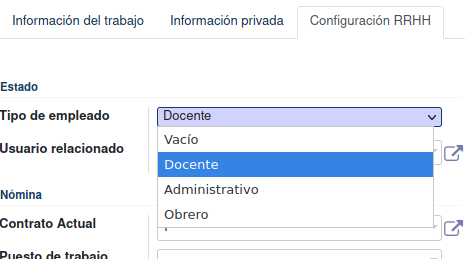 Información del trabajo Información privada Configuración RRHH
Estado
Tipo de empleado Docente
Vacío
Usuario relacionado
Docente
Administrativo
Nómina
Obrero
Contrato Actual
Puesto de trabajo